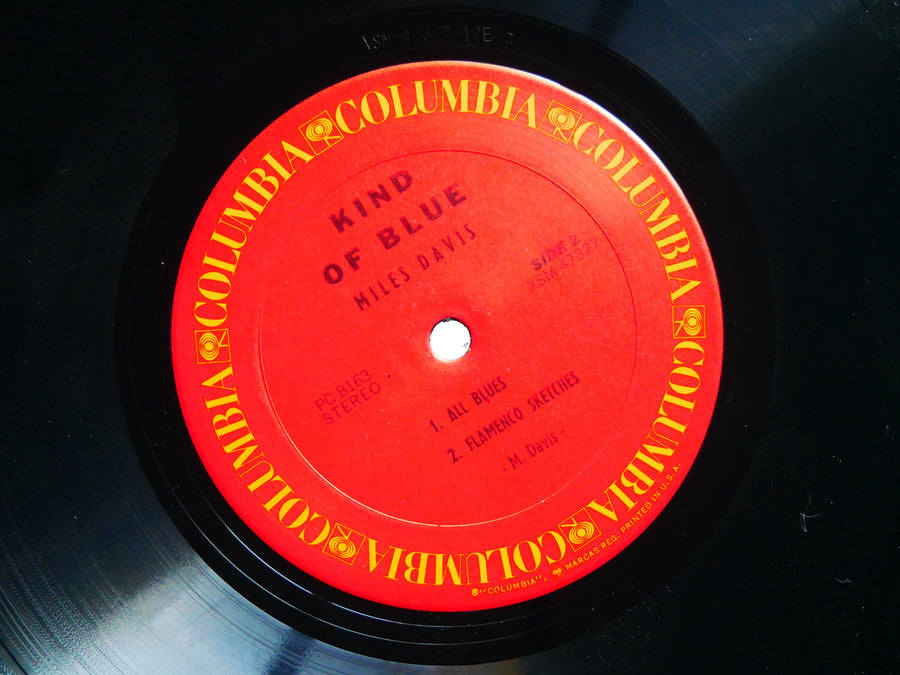 KIND
OF BLUE
MILES DAVIS
SIDE 2
XSM 47327
PC 8163
STEREO
1. ALL BLUES
2. FLAMENCO SKETCHES
- M. Davis -
COLUMBIA COLUMBIA COLUMBIA COLUMBIA COLUMBIA COLUMBIA COLUMBIA
® "COLUMBIA", MARCAS REG. PRINTED IN U.S.A.